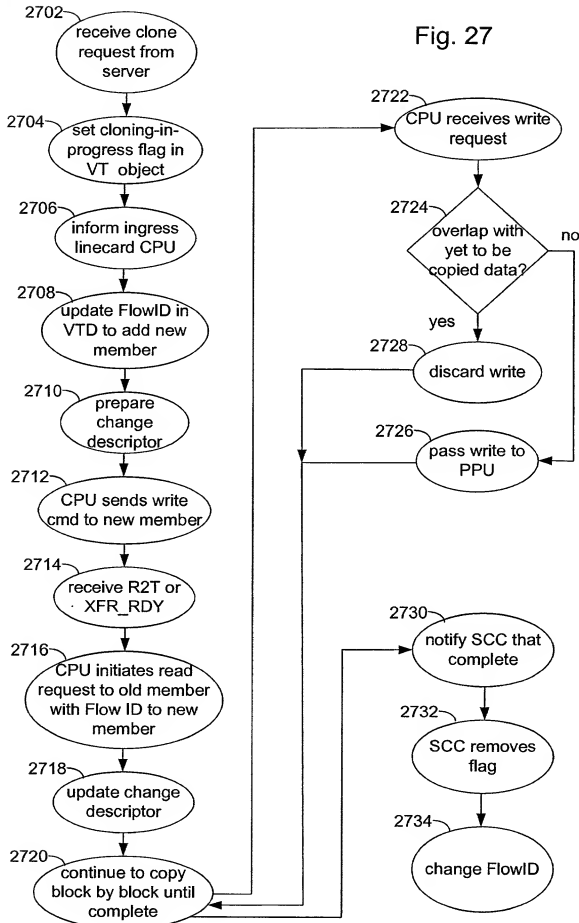 Fig. 27
2702
receive clone
request from
server
2704
set cloning-in-
progress flag in
VT object
2706
inform ingress
linecard CPU
2708
update FlowID in
VTD to add new
member
2710
prepare
change
descriptor
2712
CPU sends write
cmd to new member
2714
receive R2T or
XFR_RDY
2716
CPU initiates read
request to old member
with Flow ID to new
member
2718
update change
descriptor
2720
continue to copy
block by block until
complete
2722
CPU receives write
request
2724
overlap with
yet to be
copied data?
no
yes
2728
discard write
2726
pass write to
PPU
2730
notify SCC that
complete
2732
SCC removes
flag
2734
change FlowID